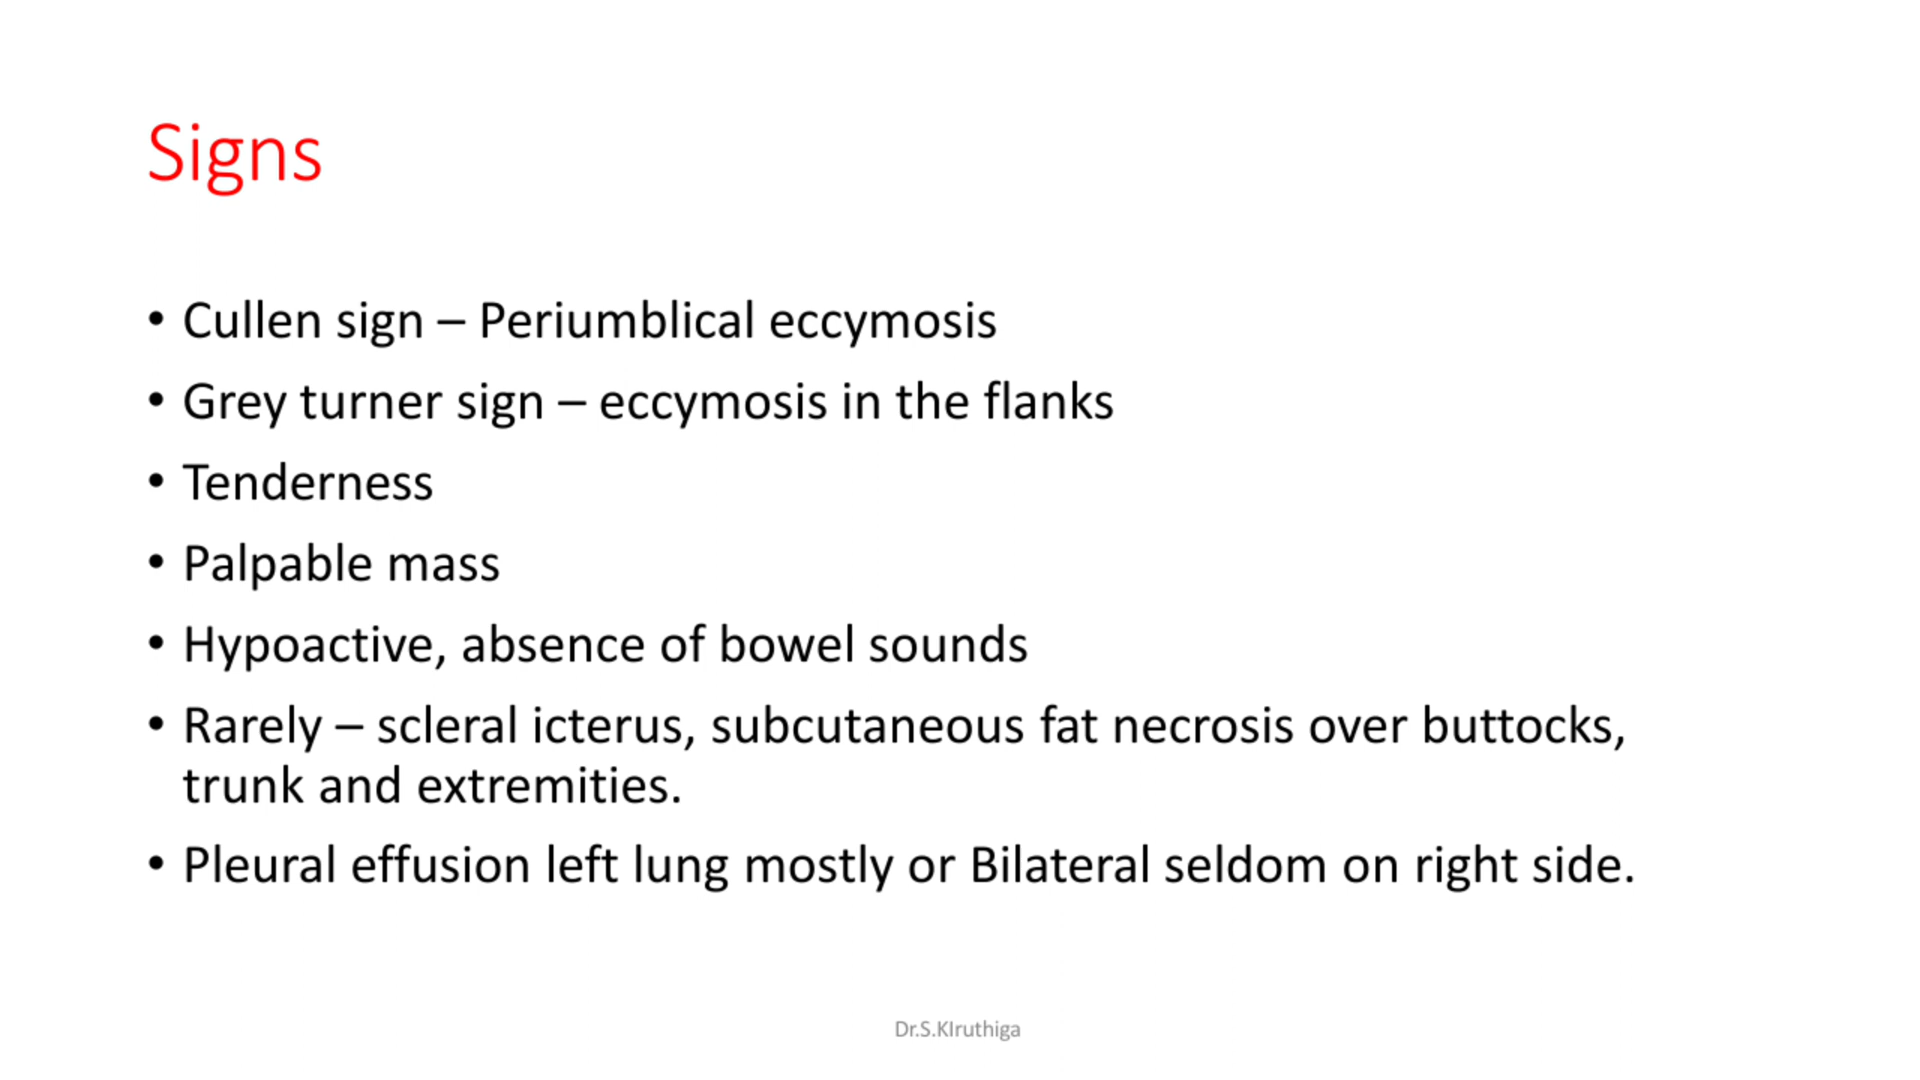 Signs
• Cullen sign – Periumblical eccymosis
• Grey turner sign – eccymosis in the flanks
• Tenderness
• Palpable mass
• Hypoactive, absence of bowel sounds
• Rarely – scleral icterus, subcutaneous fat necrosis over buttocks,
trunk and extremities.
• Pleural effusion left lung mostly or Bilateral seldom on right side.
Dr.S.KIruthiga